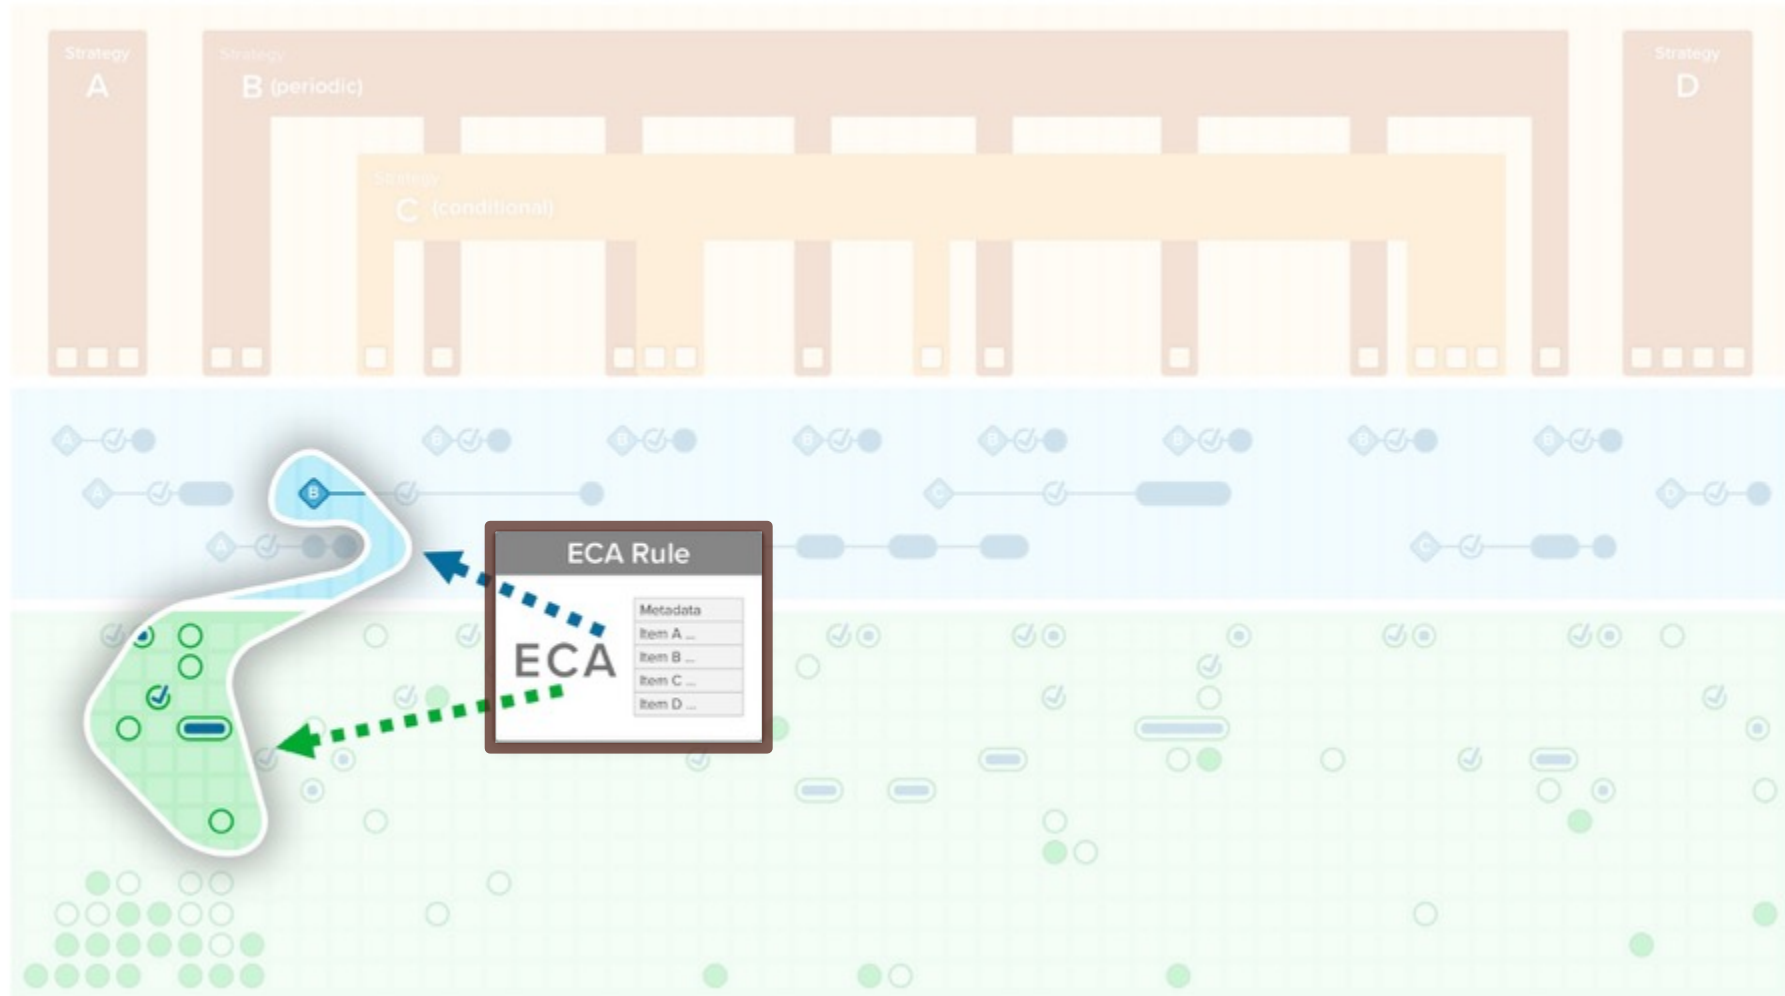 Strategy
A
Strategy
B (periodic)
Strategy
D
Strategy
C (conditional)
A
B
B
B
B
B
B
B
A
B
C
D
A
C
ECA Rule
ECA
Metadata
Item A ...
Item B ...
Item C ...
Item D ...